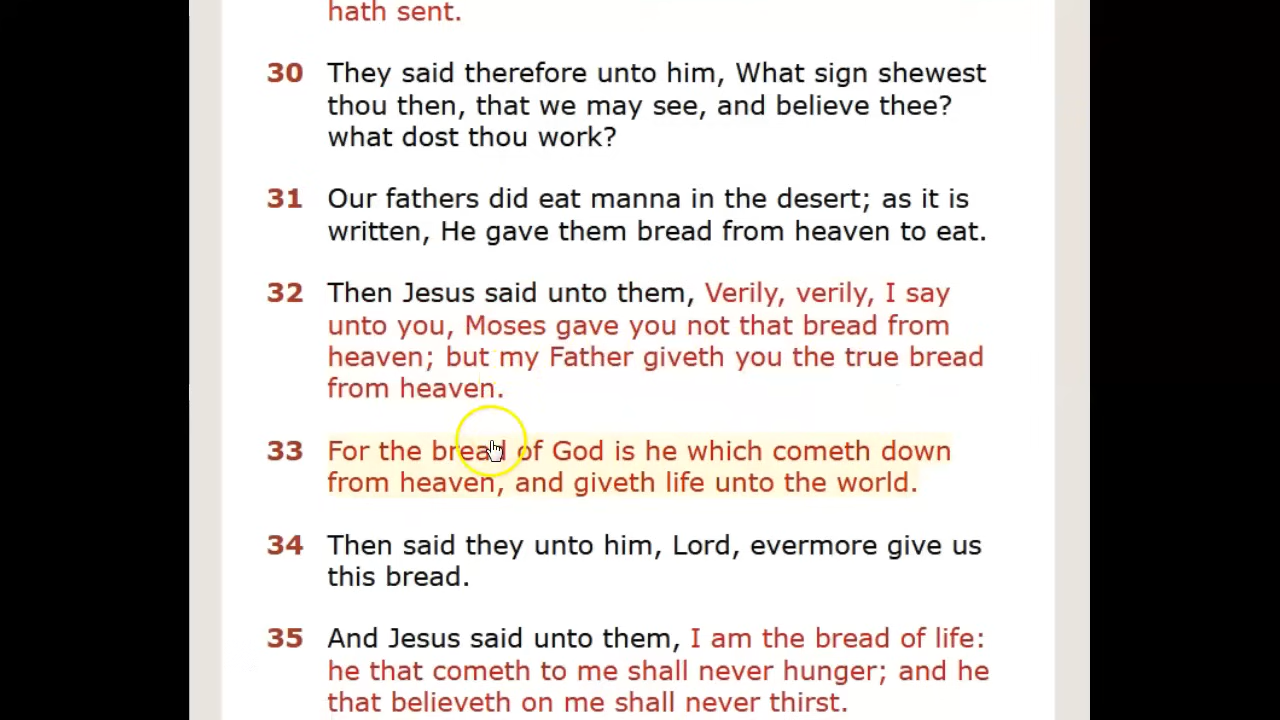 hath sent.
30 They said therefore unto him, What sign shewest
thou then, that we may see, and believe thee?
what dost thou work?
31 Our fathers did eat manna in the desert; as it is
written, He gave them bread from heaven to eat.
32 Then Jesus said unto them, Verily, verily, I say
unto you, Moses gave you not that bread from
heaven; but my Father giveth you the true bread
from heaven.
33 For the bread of God is he which cometh down
from heaven, and giveth life unto the world.
34 Then said they unto him, Lord, evermore give us
this bread.
35 And Jesus said unto them, I am the bread of life:
he that cometh to me shall never hunger; and he
that believeth on me shall never thirst.